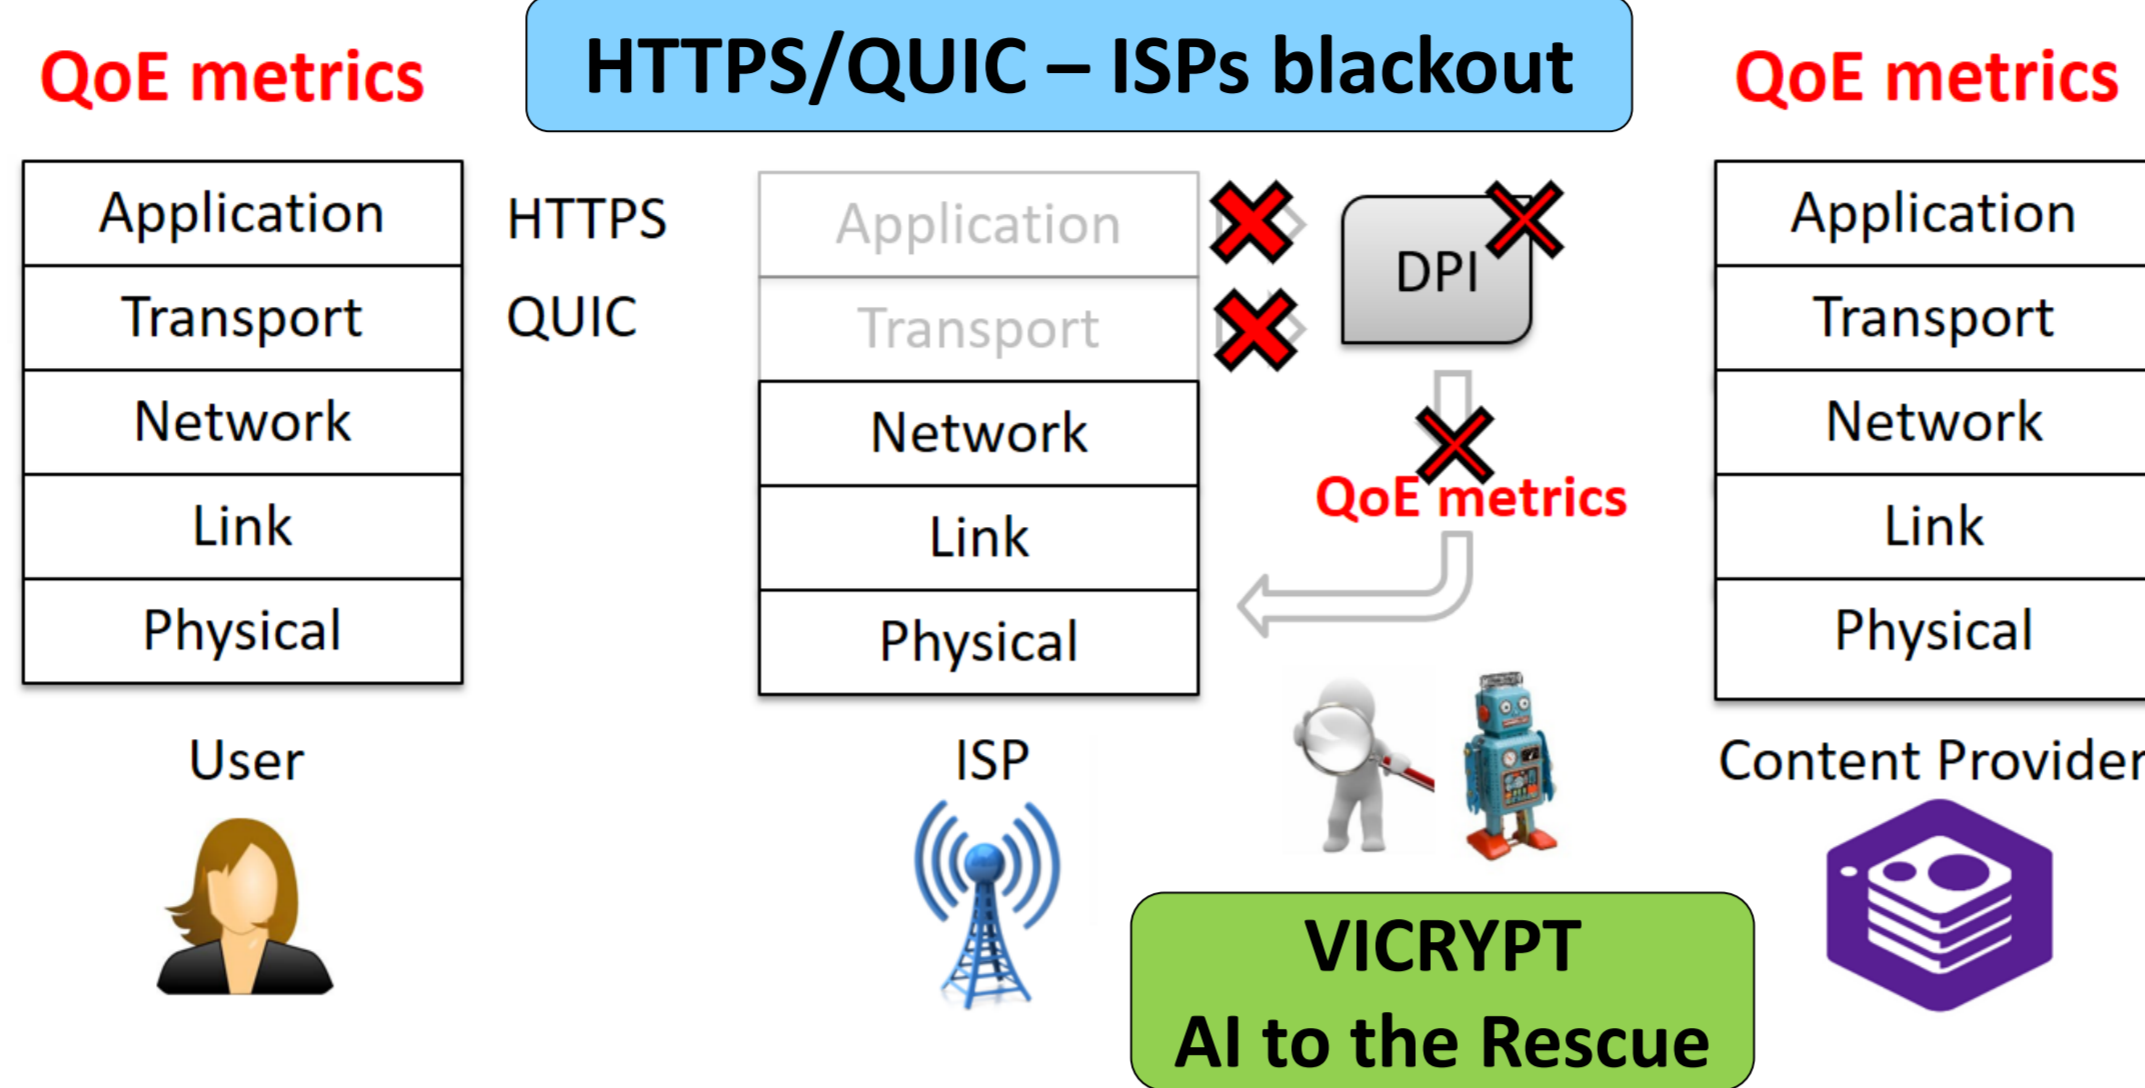 QoE metrics
HTTPS/QUIC – ISPs blackout
QoE metrics
Application
Transport
Network
Link
Physical
User
HTTPS
QUIC
Application
Transport
Network
Link
Physical
ISP
DPI
QoE metrics
VICRYPT
AI to the Rescue
Application
Transport
Network
Link
Physical
Content Provider